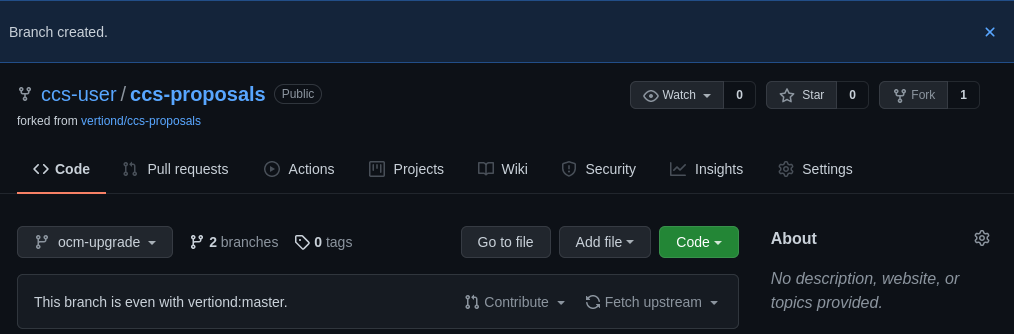 Branch created.
ccs-user / ccs-proposals Public Watch 0 Star 0 Fork 1
forked from vertiond/ccs-proposals
Code Pull requests Actions Projects Wiki Security Insights Settings
ocm-upgrade 2 branches 0 tags Go to file Add file Code About
No description, website, or
topics provided.
This branch is even with vertiond:master. Contribute Fetch upstream